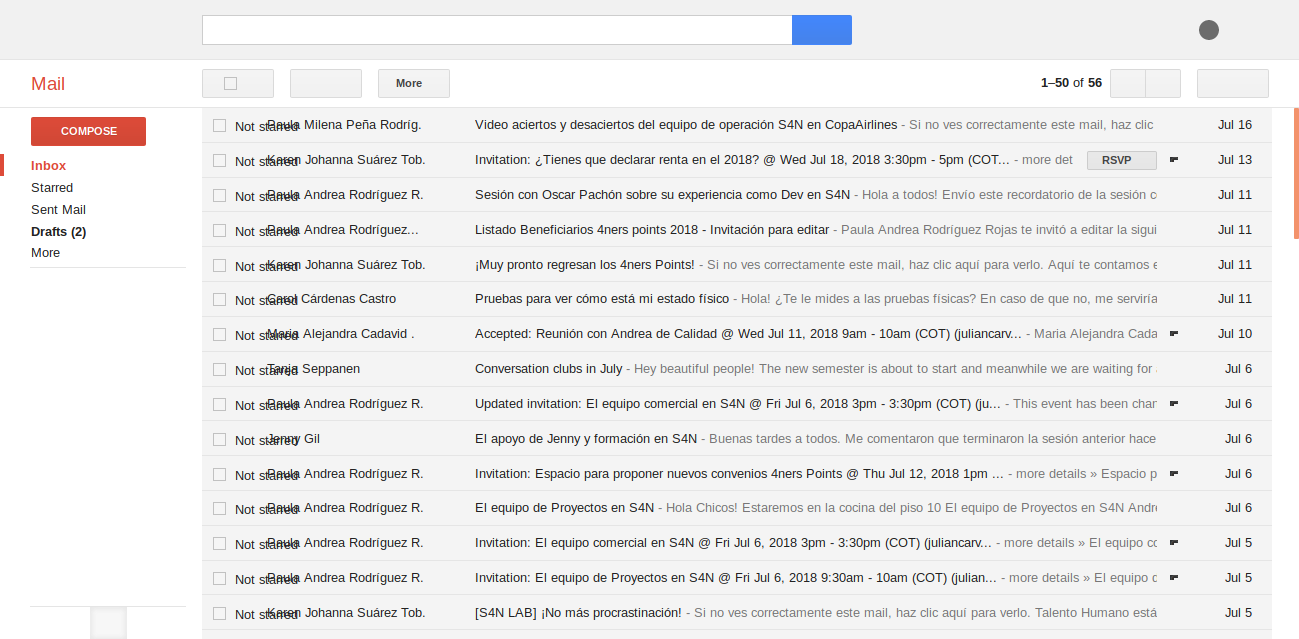 Mail
More
1–50 of 56
COMPOSE
Inbox
Starred
Sent Mail
Drafts (2)
More
Not starred Paula Milena Peña Rodríg. Video aciertos y desaciertos del equipo de operación S4N en CopaAirlines - Si no ves correctamente este mail, haz clic Jul 16
Not starred Karen Johanna Suárez Tob. Invitation: ¿Tienes que declarar renta en el 2018? @ Wed Jul 18, 2018 3:30pm - 5pm (COT... - more det RSVP Jul 13
Not starred Paula Andrea Rodríguez R. Sesión con Oscar Pachón sobre su experiencia como Dev en S4N - Hola a todos! Envío este recordatorio de la sesión Jul 11
Not starred Paula Andrea Rodríguez... Listado Beneficiarios 4ners points 2018 - Invitación para editar - Paula Andrea Rodríguez Rojas te invitó a editar la sigui Jul 11
Not starred Karen Johanna Suárez Tob. ¡Muy pronto regresan los 4ners Points! - Si no ves correctamente este mail, haz clic aquí para verlo. Aquí te contamos Jul 11
Not starred Carol Cárdenas Castro Pruebas para ver cómo está mi estado físico - Hola! ¿Te le mides a las pruebas físicas? En caso de que no, me serviría Jul 11
Not starred Maria Alejandra Cadavid . Accepted: Reunión con Andrea de Calidad @ Wed Jul 11, 2018 9am - 10am (COT) (juliancarv... - Maria Alejandra Cada Jul 10
Not starred Tanja Seppanen Conversation clubs in July - Hey beautiful people! The new semester is about to start and meanwhile we are waiting for Jul 6
Not starred Paula Andrea Rodríguez R. Updated invitation: El equipo comercial en S4N @ Fri Jul 6, 2018 3pm - 3:30pm (COT) (ju... - This event has been chan Jul 6
Not starred Jenny Gil El apoyo de Jenny y formación en S4N - Buenas tardes a todos. Me comentaron que terminaron la sesión anterior hace Jul 6
Not starred Paula Andrea Rodríguez R. Invitation: Espacio para proponer nuevos convenios 4ners Points @ Thu Jul 12, 2018 1pm ... - more details » Espacio p Jul 6
Not starred Paula Andrea Rodríguez R. El equipo de Proyectos en S4N - Hola Chicos! Estaremos en la cocina del piso 10 El equipo de Proyectos en S4N Andre Jul 6
Not starred Paula Andrea Rodríguez R. Invitation: El equipo comercial en S4N @ Fri Jul 6, 2018 3pm - 3:30pm (COT) (juliancarv... - more details » El equipo co Jul 5
Not starred Paula Andrea Rodríguez R. Invitation: El equipo de Proyectos en S4N @ Fri Jul 6, 2018 9:30am - 10am (COT) (julian... - more details » El equipo d Jul 5
Not starred Karen Johanna Suárez Tob. [S4N LAB] ¡No más procrastinación! - Si no ves correctamente este mail, haz clic aquí para verlo. Talento Humano está Jul 5